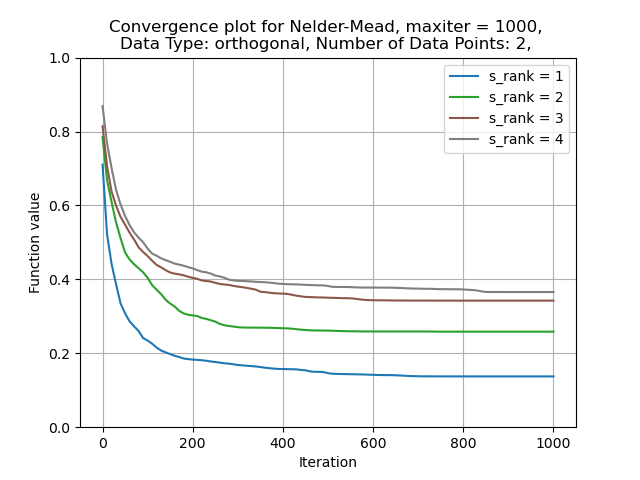 Convergence plot for Nelder-Mead, maxiter = 1000,
Data Type: orthogonal, Number of Data Points: 2,
s_rank = 1
s_rank = 2
s_rank = 3
s_rank = 4
Function value
1.0
0.8
0.6
0.4
0.2
0.0
0 200 400 600 800 1000
Iteration